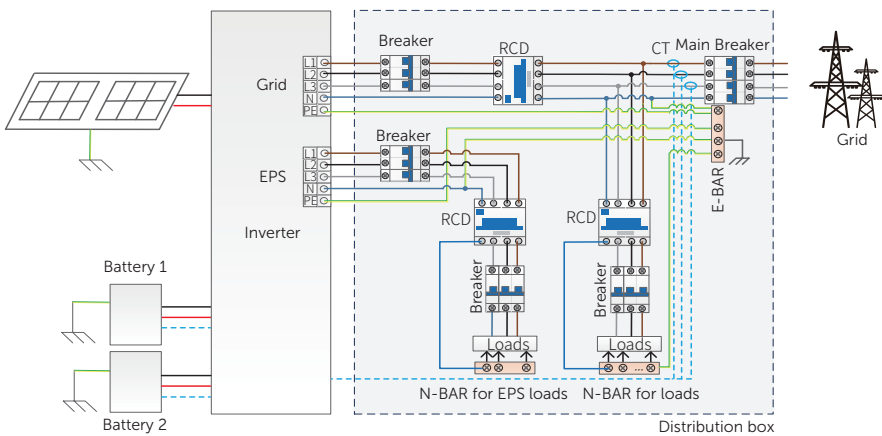 Breaker
RCD
CT
Main Breaker
Grid
L1
L2
L3
N
PE
Grid
Breaker
E-BAR
EPS
L1
L2
L3
N
PE
RCD
RCD
Inverter
Battery 1
Breaker
Breaker
Loads
Loads
...
N-BAR for EPS loads
N-BAR for loads
Battery 2
Distribution box